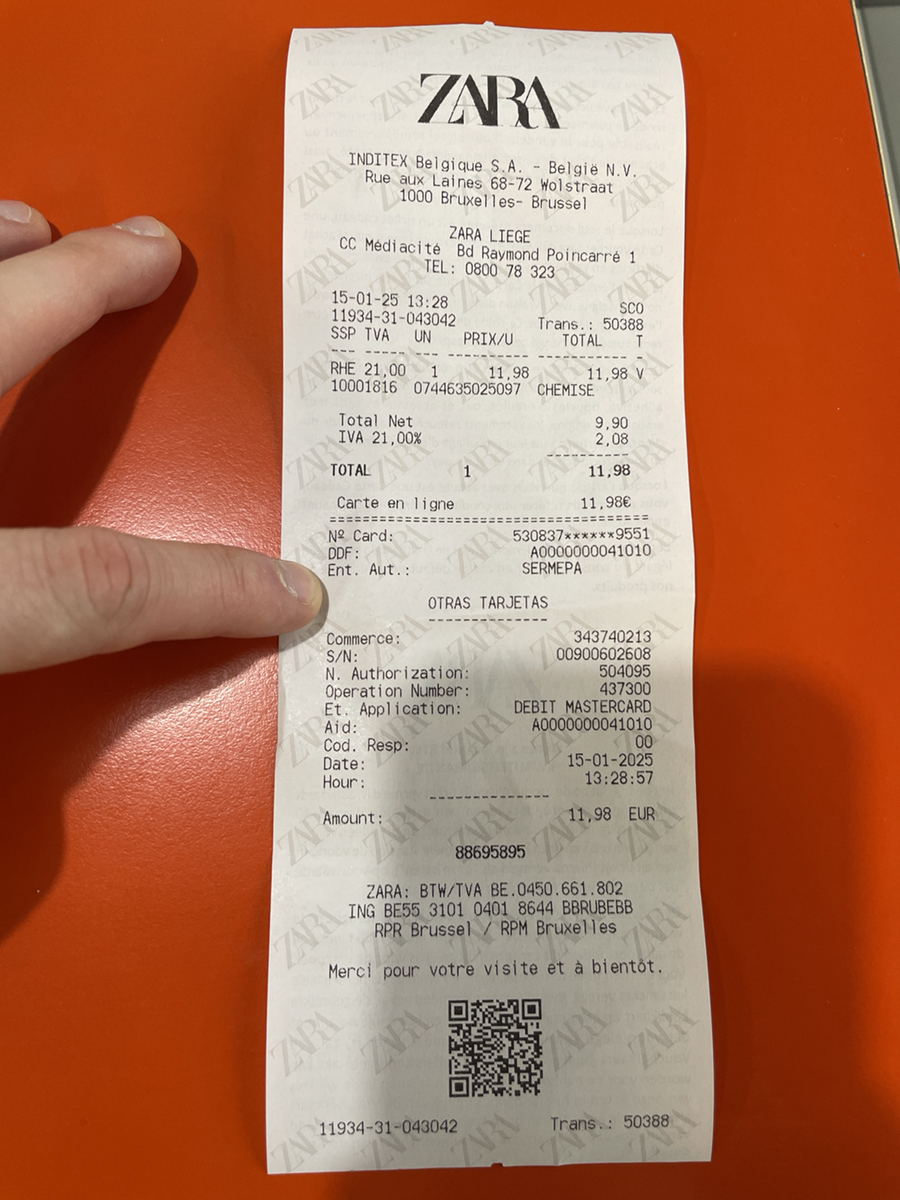 ZARA
INDITEX Belgique S.A. - België N.V.
Rue aux Laines 68-72 Wolstraat
1000 Bruxelles- Brussel
ZARA LIEGE
CC Médiacité Bd Raymond Poincarré 1
TEL: 0800 78 323
15-01-25 13:28 SCO
11934-31-043042 Trans.: 50388
SSP TVA UN PRIX/U TOTAL T
--- ------ --- -------- --------- -
RHE 21,00 1 11,98 11,98 V
10001816 0744635025097 CHEMISE
Total Net 9,90
IVA 21,00% 2,08
----------
TOTAL 1 11,98
Carte en ligne 11,98€
======================================
Nº Card: 530837******9551
DDF: A0000000041010
Ent. Aut.: SERMEPA
OTRAS TARJETAS
--------------
Commerce: 343740213
S/N: 00900602608
N. Authorization: 504095
Operation Number: 437300
Et. Application: DEBIT MASTERCARD
Aid: A0000000041010
Cod. Resp: 00
Date: 15-01-2025
Hour: 13:28:57
--------------
Amount: 11,98 EUR
88695895
ZARA: BTW/TVA BE.0450.661.802
ING BE55 3101 0401 8644 BBRUBEBB
RPR Brussel / RPM Bruxelles
Merci pour votre visite et à bientôt.
11934-31-043042 Trans.: 50388